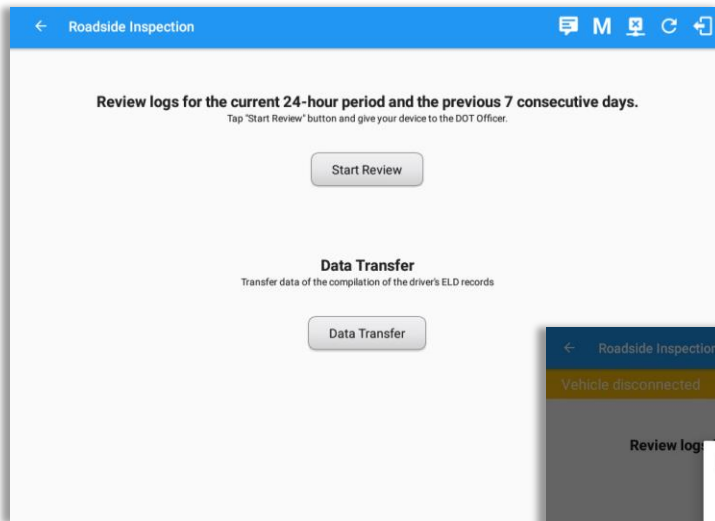 Roadside Inspection
M
Review logs for the current 24-hour period and the previous 7 consecutive days.
Tap "Start Review" button and give your device to the DOT Officer.
Start Review
Data Transfer
Transfer data of the compilation of the driver's ELD records
Data Transfer
Roadside Inspection
Vehicle disconnected
Review logs